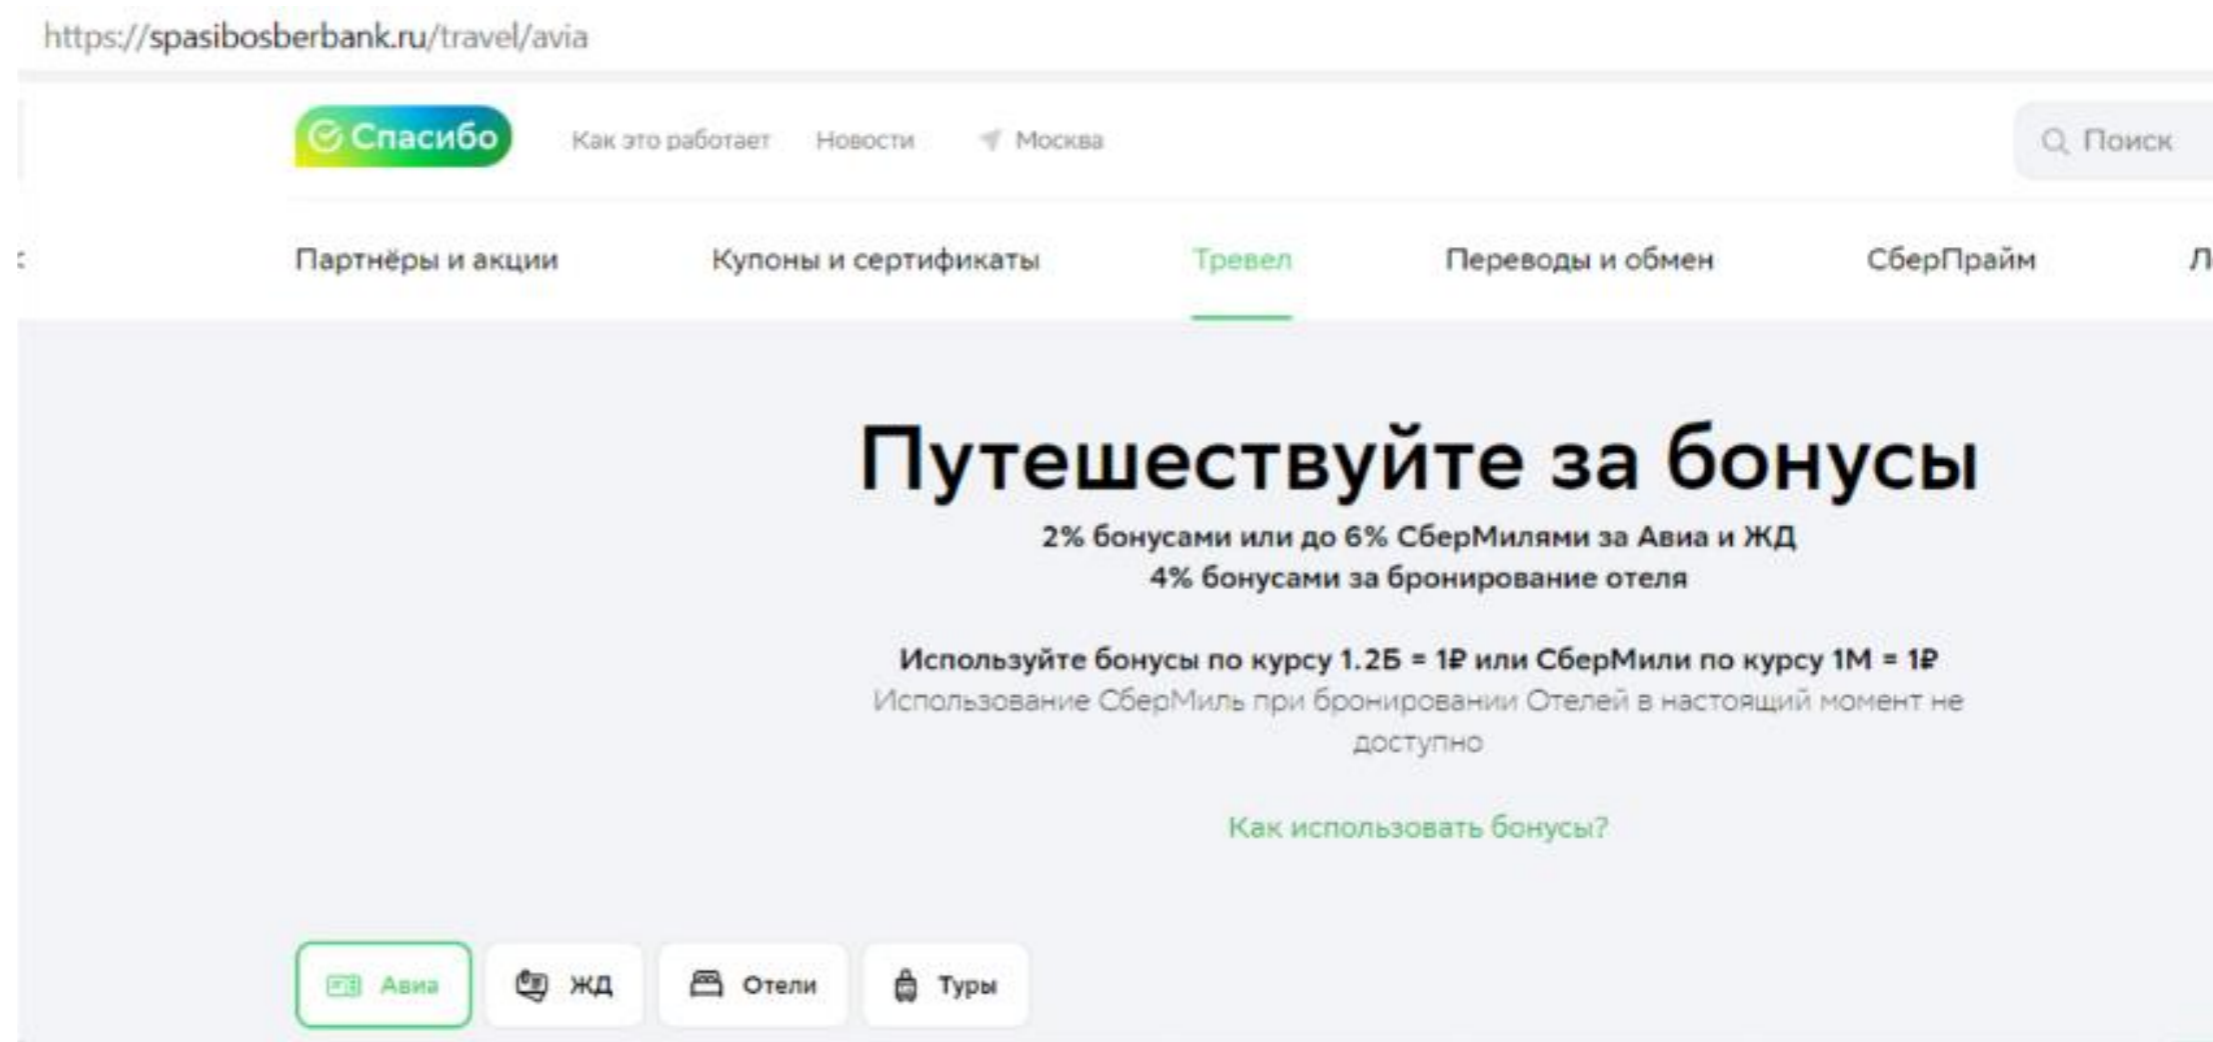 https://spasibosberbank.ru/travel/avia
Спасибо Как это работает Новости Москва Поиск
Партнёры и акции Купоны и сертификаты Тревел Переводы и обмен СберПрайм
Путешествуйте за бонусы
2% бонусами или до 6% СберМилями за Авиа и ЖД
4% бонусами за бронирование отеля
Используйте бонусы по курсу 1.2Б = 1₽ или СберМили по курсу 1М = 1₽
Использование СберМиль при бронировании Отелей в настоящий момент не
доступно
Как использовать бонусы?
Авиа ЖД Отели Туры